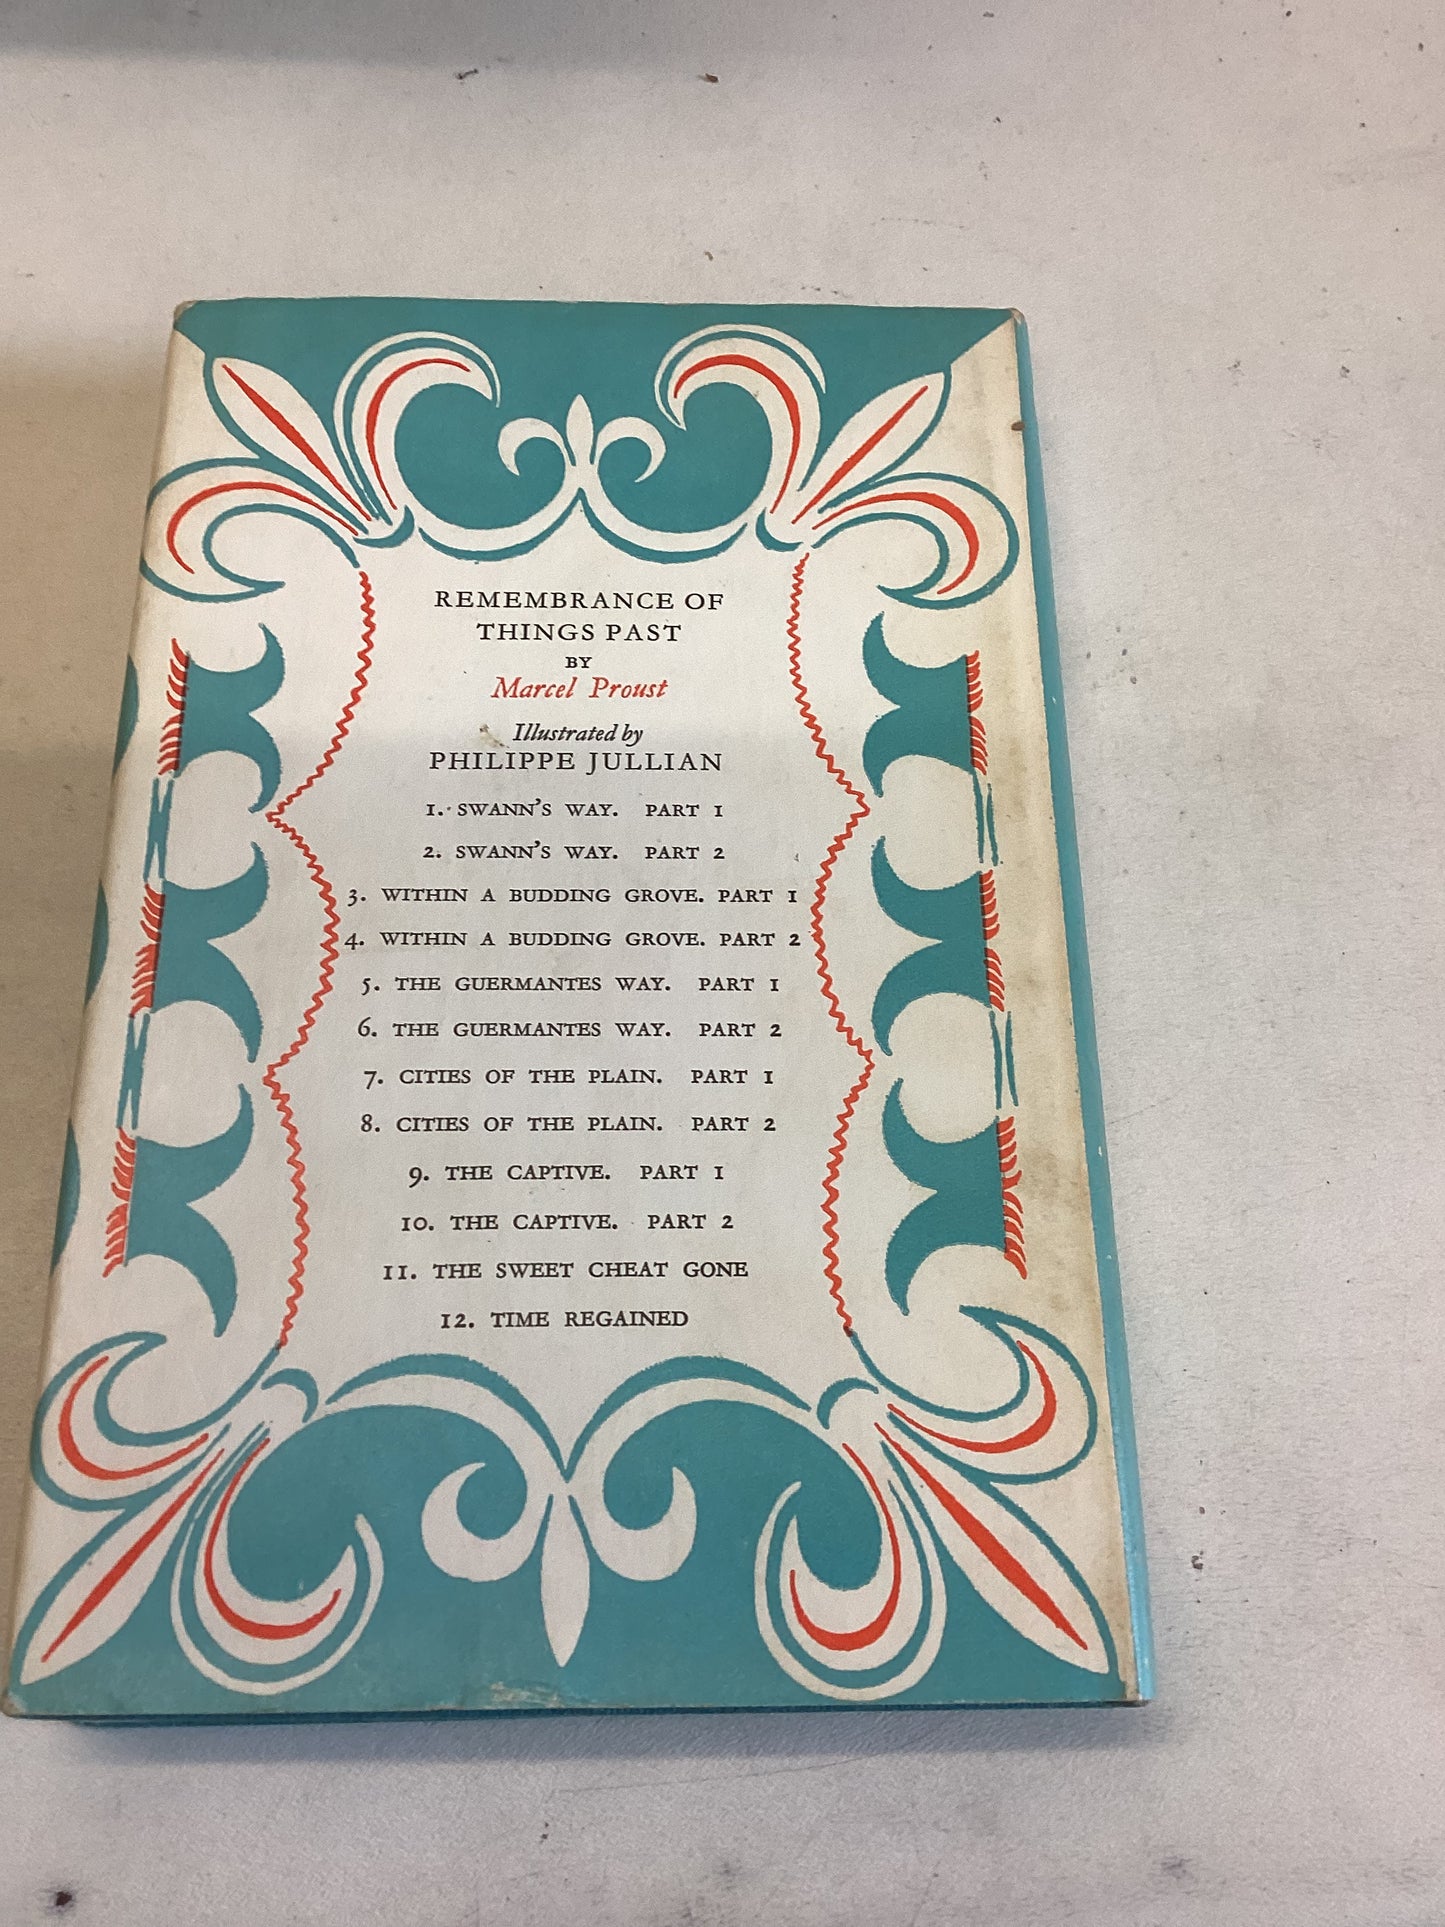 REMEMBRANCE OF
THINGS PAST
BY
Marcel Proust
Illustrated by
PHILIPPE JULLIAN
1. SWANN'S WAY. PART 1
2. SWANN'S WAY. PART 2
3. WITHIN A BUDDING GROVE. PART 1
4. WITHIN A BUDDING GROVE. PART 2
5. THE GUERMANTES WAY. PART 1
6. THE GUERMANTES WAY. PART 2
7. CITIES OF THE PLAIN. PART 1
8. CITIES OF THE PLAIN. PART 2
9. THE CAPTIVE. PART 1
10. THE CAPTIVE. PART 2
11. THE SWEET CHEAT GONE
12. TIME REGAINED